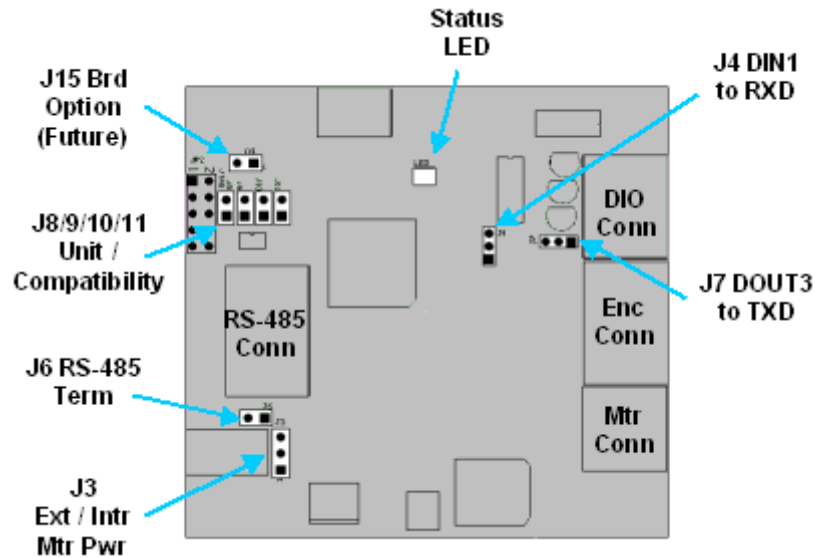 Status
LED
J15 Brd
Option
(Future)
J4 DIN1
to RXD
LED
DIO
Conn
J8/9/10/11
Unit /
Compatibility
J7 DOUT3
to TXD
RS-485
Conn
Enc
Conn
J6 RS-485
Term
Mtr
Conn
J3
Ext / Intr
Mtr Pwr